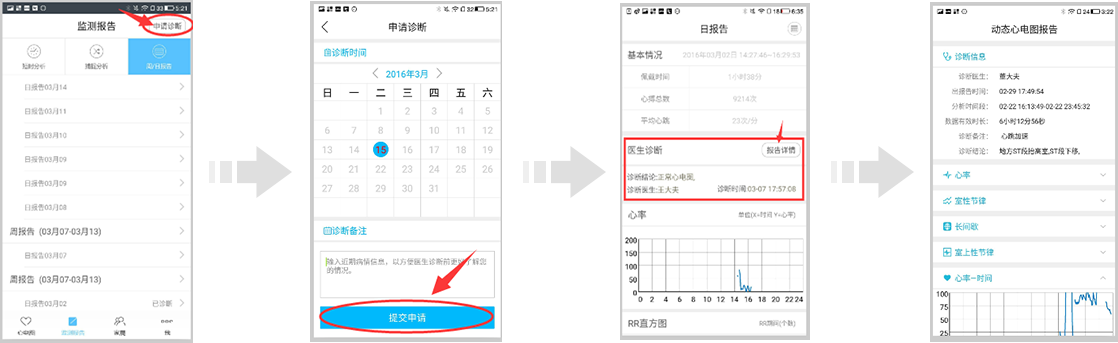 5:21
监测报告
申请诊断
短时分析
捕捉分析
周/日报告
日报告03月14
日报告03月11
日报告03月10
日报告03月09
日报告03月09
日报告03月08
周报告 (03月07-03月13)
日报告03月07
周报告 (03月07-03月13)
日报告03月02
已诊断
心电图
监测报告
我
32
5:21
申请诊断
诊断时间
2016年3月
日 一 二 三 四 五 六
1 2 3 4 5
6 7 8 9 10 11 12
13 14 15 16 17 18 19
20 21 22 23 24 25 26
27 28 29 30 31
诊断备注
输入近期病情信息，以方便医生诊断前更好了解您
的情况。
提交申请
18
6:35
日报告
基本情况
2016年03月02日 14:27:46~16:29:53
佩戴时间
1小时38分
心搏总数
9214次
平均心跳
23次/分
医生诊断
报告详情
诊断结论:正常心电图,
诊断医生:王大夫
诊断时间:03-07 17:57:08
心率
单位(X=时间 Y=心率)
200
150
100
50
0
0 2 4 6 8 10 12 14 16 18 20 22 24
RR直方图
RR期间(个数)
24
3:22
动态心电图报告
诊断信息
诊断医生: 董大夫
出报告时间: 02-29 17:49:54
分析时间段: 02-22 16:13:49-02-22 23:45:32
数据有效时长: 6小时12分56秒
诊断备注: 心跳加速
诊断结论: 地方ST段抬高室,ST段下移,
心率
室性节律
长间歇
室上性节律
心率-时间
100
75
50
25